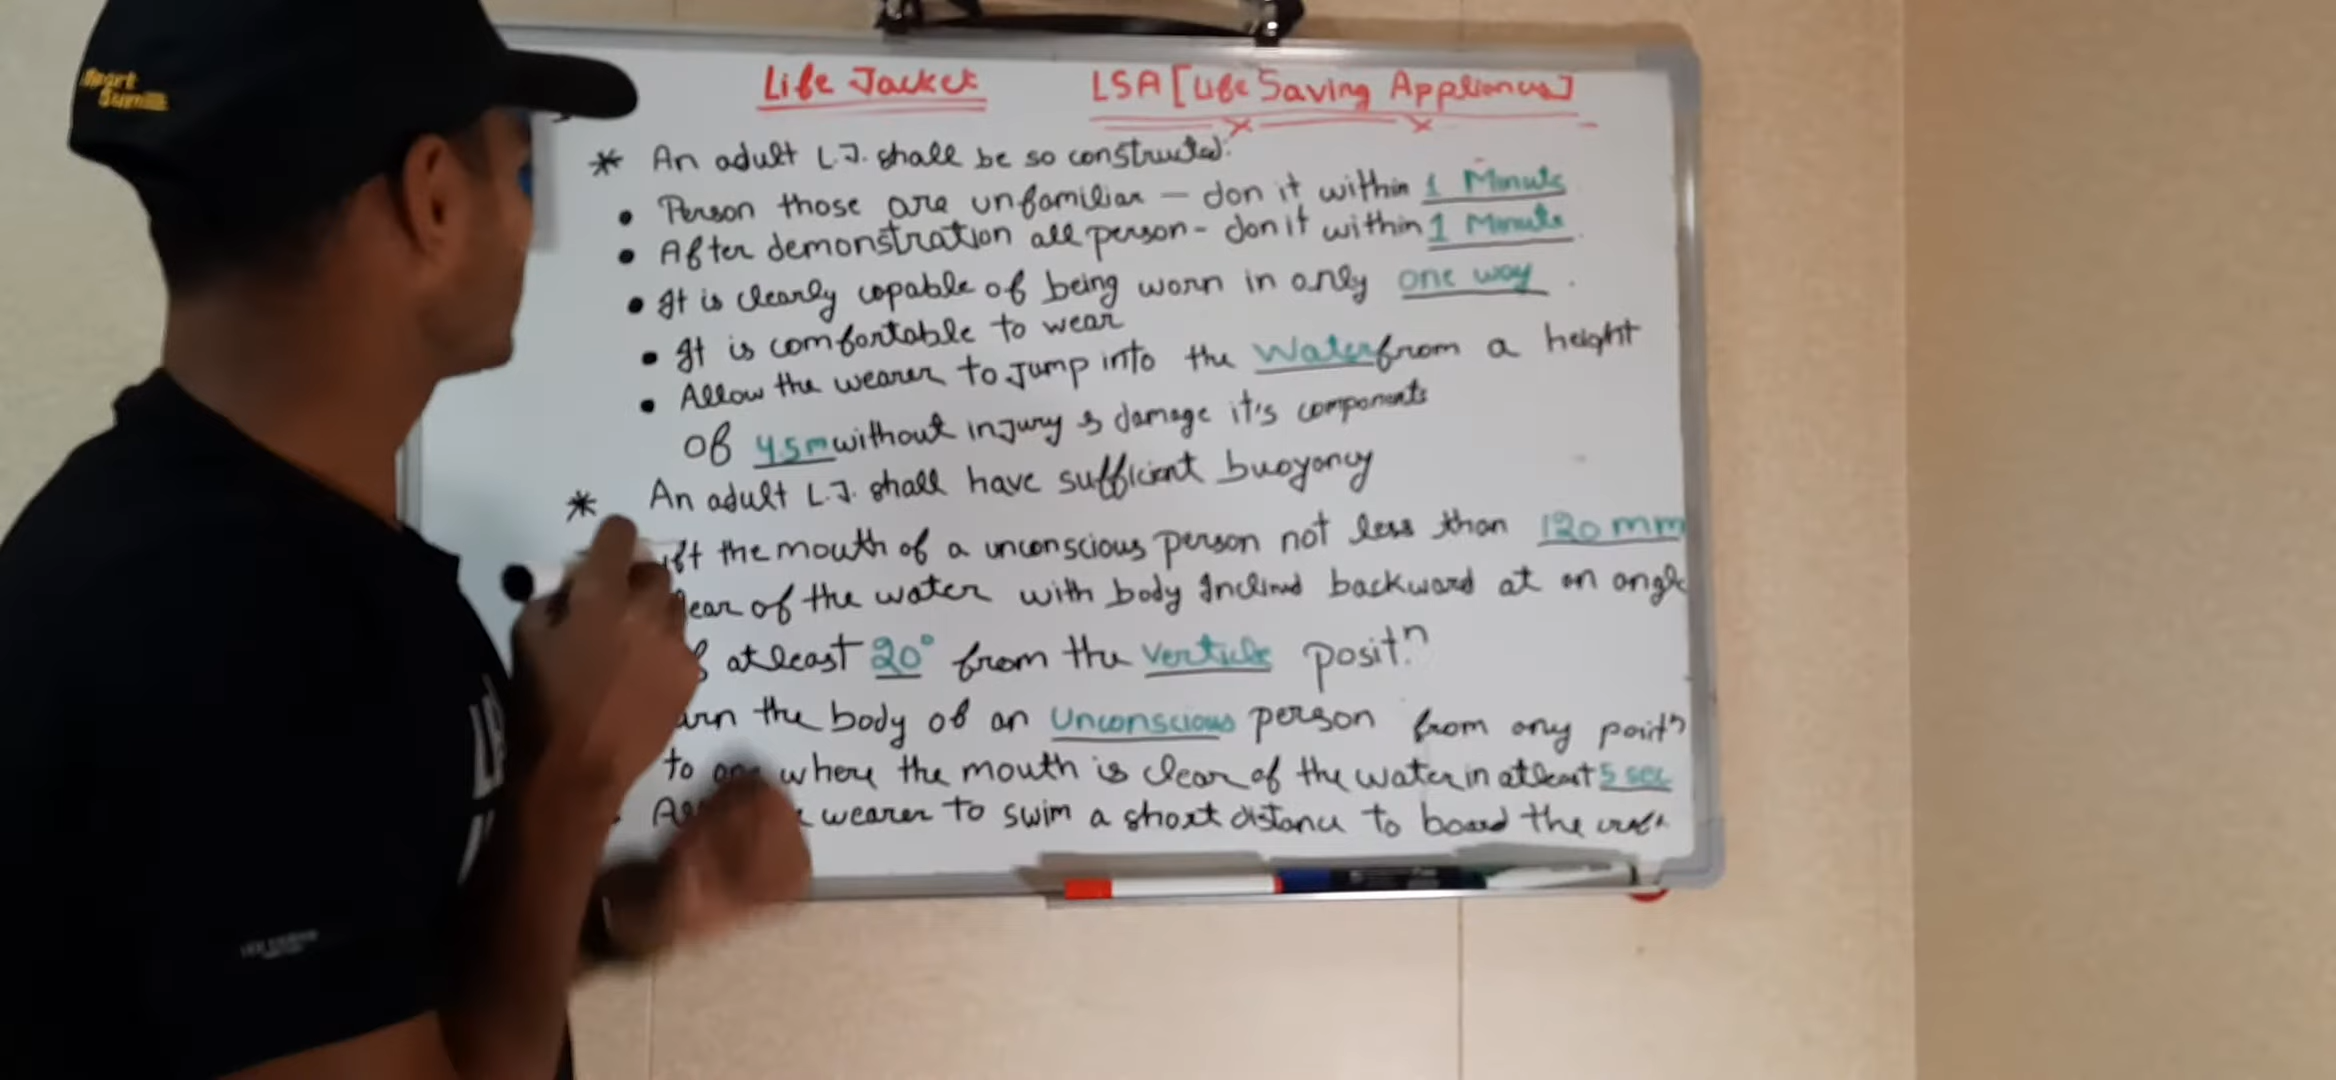 Smart
Life Jacket LSA [Life Saving Appliances]
* An adult L.J. shall be so constructed:
• Person those are unfamiliar - don it within 1 Minute
• After demonstration all person - don it within 1 Minute
• It is clearly capable of being worn in only one way.
• It is comfortable to wear
• Allow the wearer to Jump into the Water from a height
of 4.5m without injury & damage it's components
* An adult L.J. shall have sufficient buoyancy
ift the mouth of a unconscious person not less than 120 mm
lear of the water with body Inclined backward at an angle
atleast 20° from the verticle posit.n
urn the body of an Unconscious person from any positn
to one where the mouth is clear of the water in atleast 5 sec
wearer to swim a short distance to board the